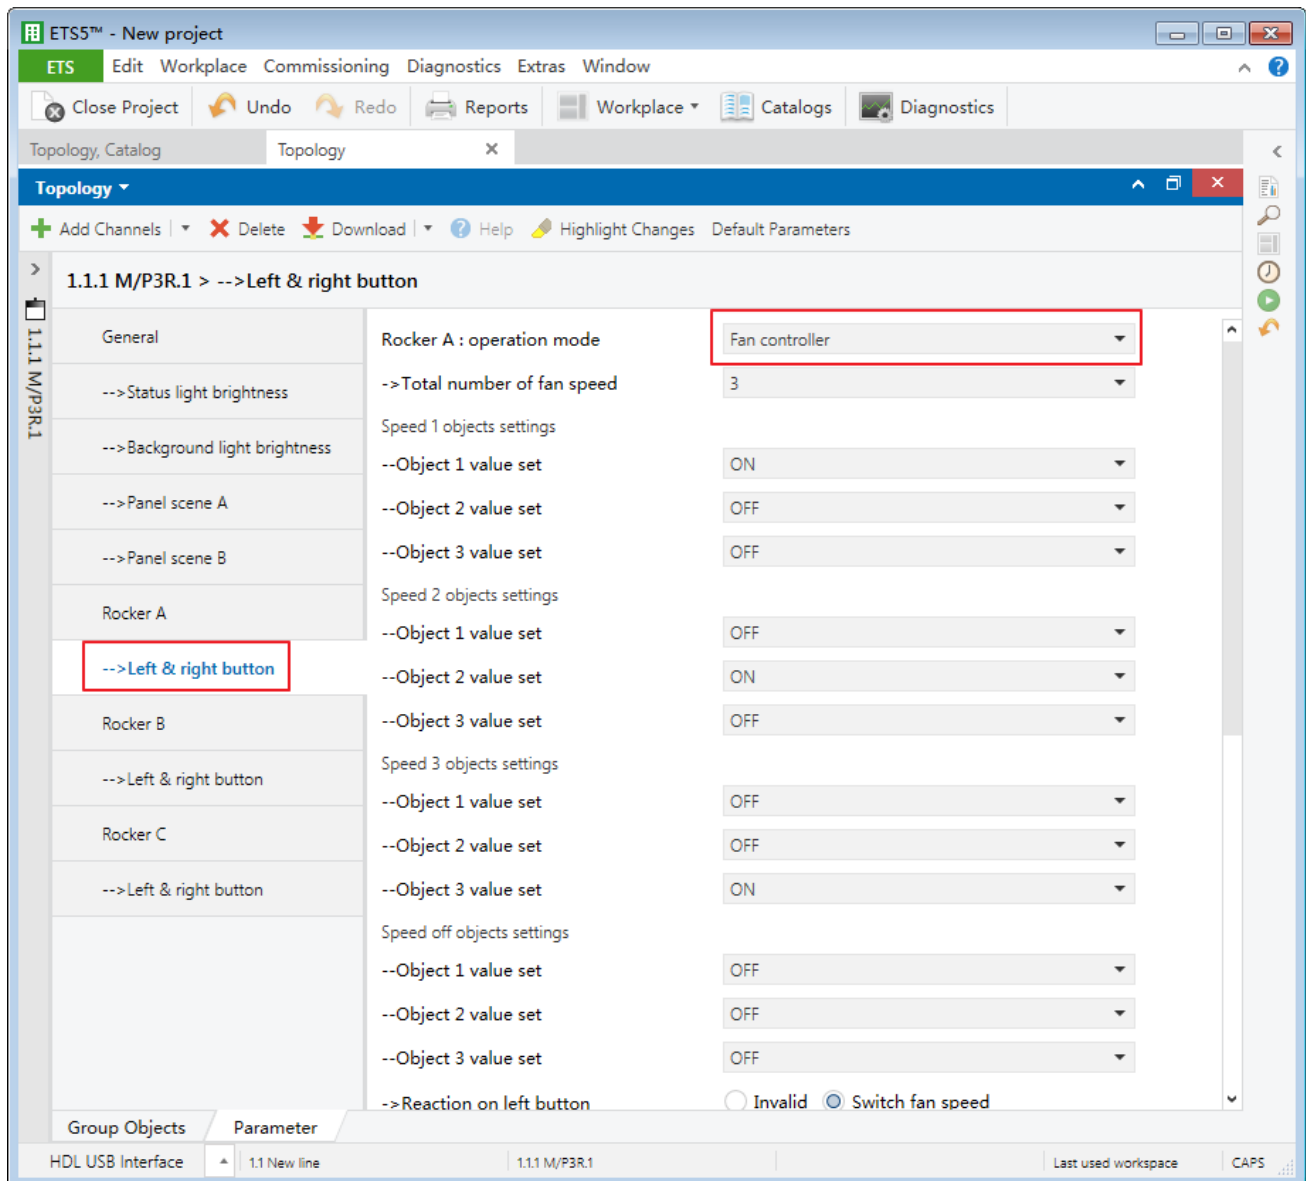 ETS5™ - New project
ETS Edit Workplace Commissioning Diagnostics Extras Window
Close Project Undo Redo Reports Workplace Catalogs Diagnostics
Topology, Catalog Topology
Topology
Add Channels Delete Download Help Highlight Changes Default Parameters
1.1.1 M/P3R.1 > -->Left & right button
1.1.1 M/P3R.1
General
-->Status light brightness
-->Background light brightness
-->Panel scene A
-->Panel scene B
Rocker A
-->Left & right button
Rocker B
-->Left & right button
Rocker C
-->Left & right button
Rocker A : operation mode Fan controller
->Total number of fan speed 3
Speed 1 objects settings
--Object 1 value set ON
--Object 2 value set OFF
--Object 3 value set OFF
Speed 2 objects settings
--Object 1 value set OFF
--Object 2 value set ON
--Object 3 value set OFF
Speed 3 objects settings
--Object 1 value set OFF
--Object 2 value set OFF
--Object 3 value set ON
Speed off objects settings
--Object 1 value set OFF
--Object 2 value set OFF
--Object 3 value set OFF
->Reaction on left button Invalid Switch fan speed
Group Objects Parameter
HDL USB Interface 1.1 New line 1.1.1 M/P3R.1 Last used workspace CAPS